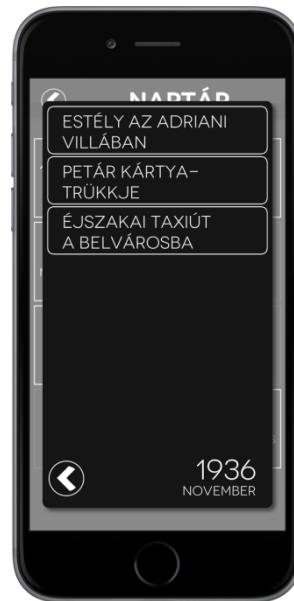 NAPTÁR
ESTÉLY AZ ADRIANI
VILLÁBAN
PETÁR KÁRTYA-
TRÜKKJE
ÉJSZAKAI TAXIÚT
A BELVÁROSBA
1936
NOVEMBER